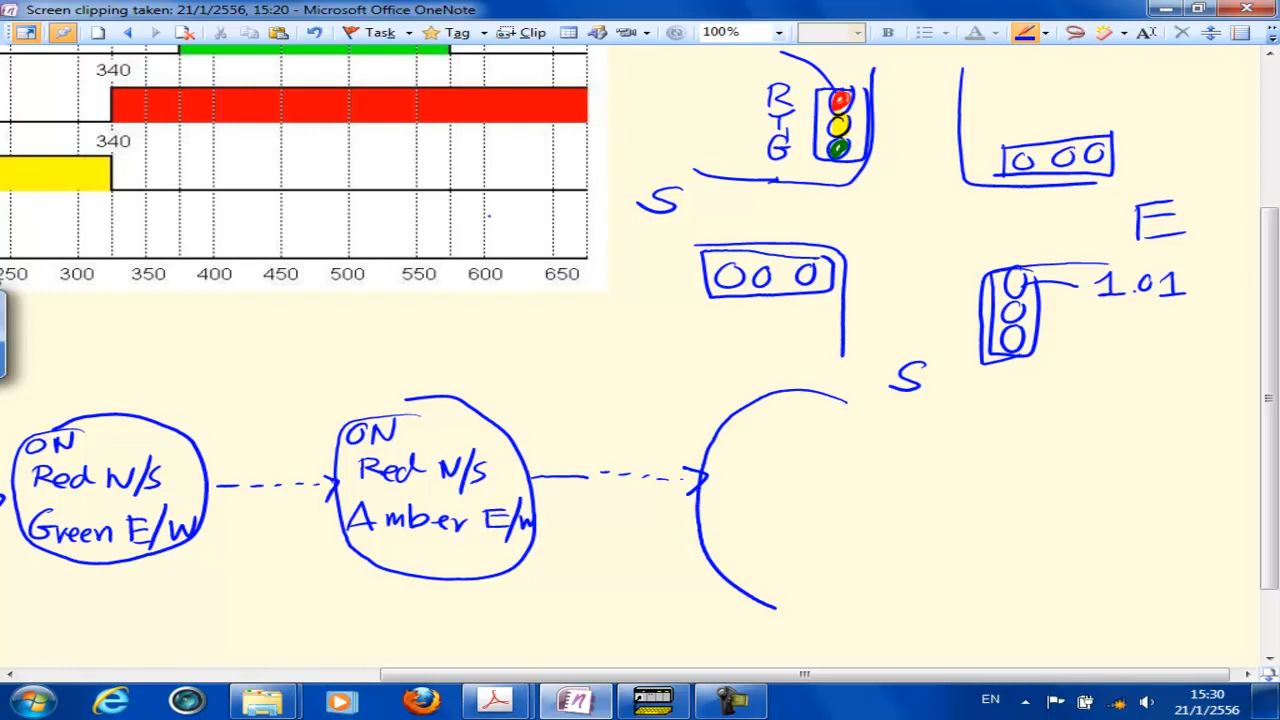 Screen clipping taken: 21/1/2556, 15:20 - Microsoft Office OneNote
Task
Tag
Clip
100%
B
A
340
340
250 300 350 400 450 500 550 600 650
R
Y
G
S
E
1.01
S
ON
Red N/S
Green E/W
ON
Red N/S
Amber E/W
EN
15:30
21/1/2556